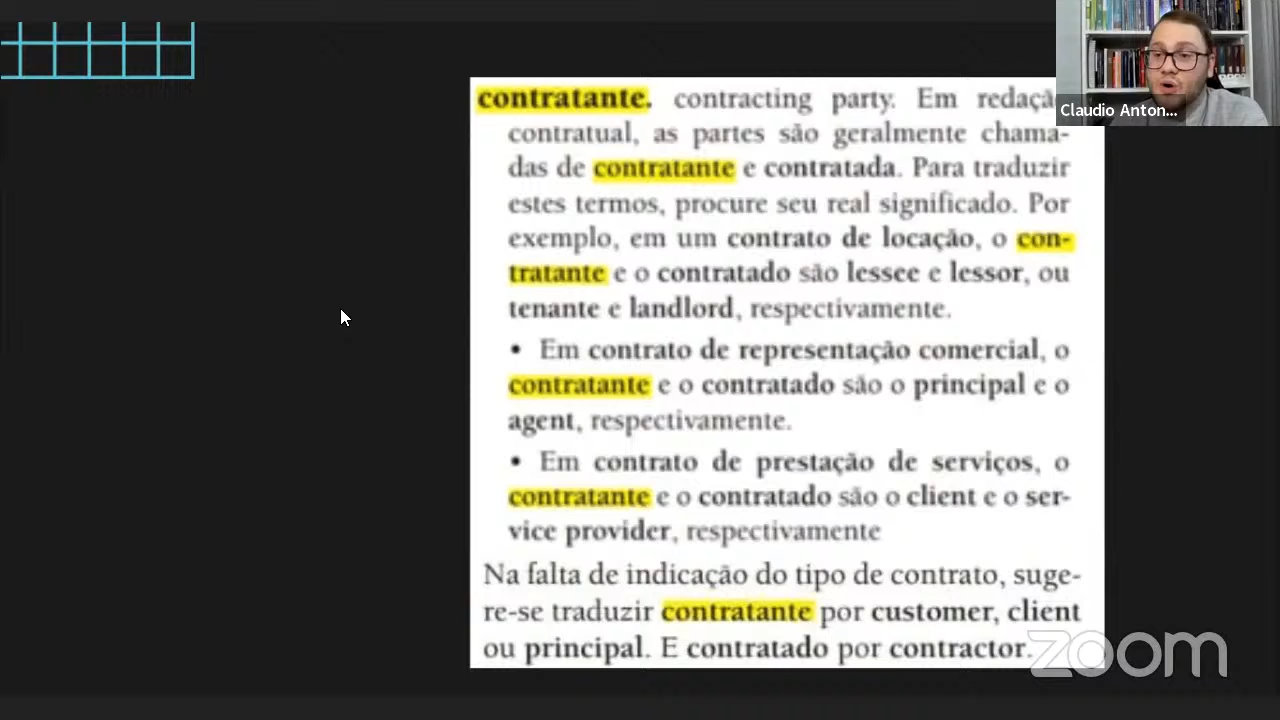 contratante. contracting party. Em redaçã
contratual, as partes são geralmente chama-
das de contratante e contratada. Para traduzir
estes termos, procure seu real significado. Por
exemplo, em um contrato de locação, o con-
tratante e o contratado são lessee e lessor, ou
tenante e landlord, respectivamente.
• Em contrato de representação comercial, o
contratante e o contratado são o principal e o
agent, respectivamente.
• Em contrato de prestação de serviços, o
contratante e o contratado são o client e o ser-
vice provider, respectivamente
Na falta de indicação do tipo de contrato, suge-
re-se traduzir contratante por customer, client
ou principal. E contratado por contractor.
Claudio Anton...
zoom